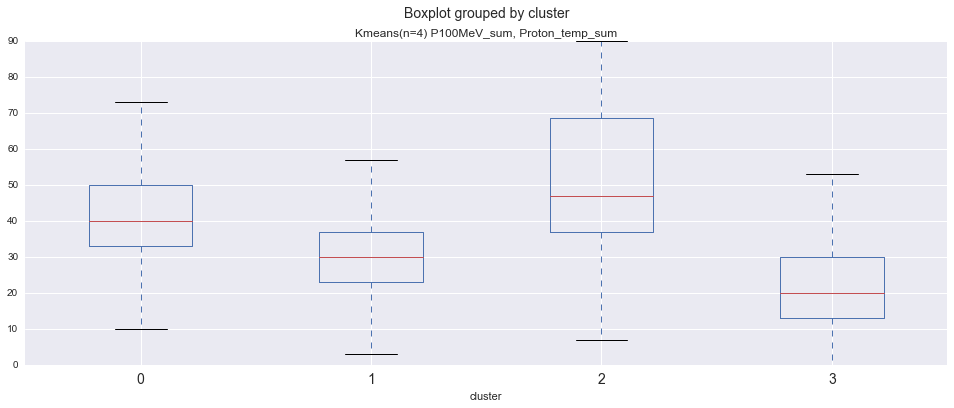 Boxplot grouped by cluster
Kmeans(n=4) P100MeV_sum, Proton_temp_sum
90
80
70
60
50
40
30
20
10
0
0 1 2 3
cluster